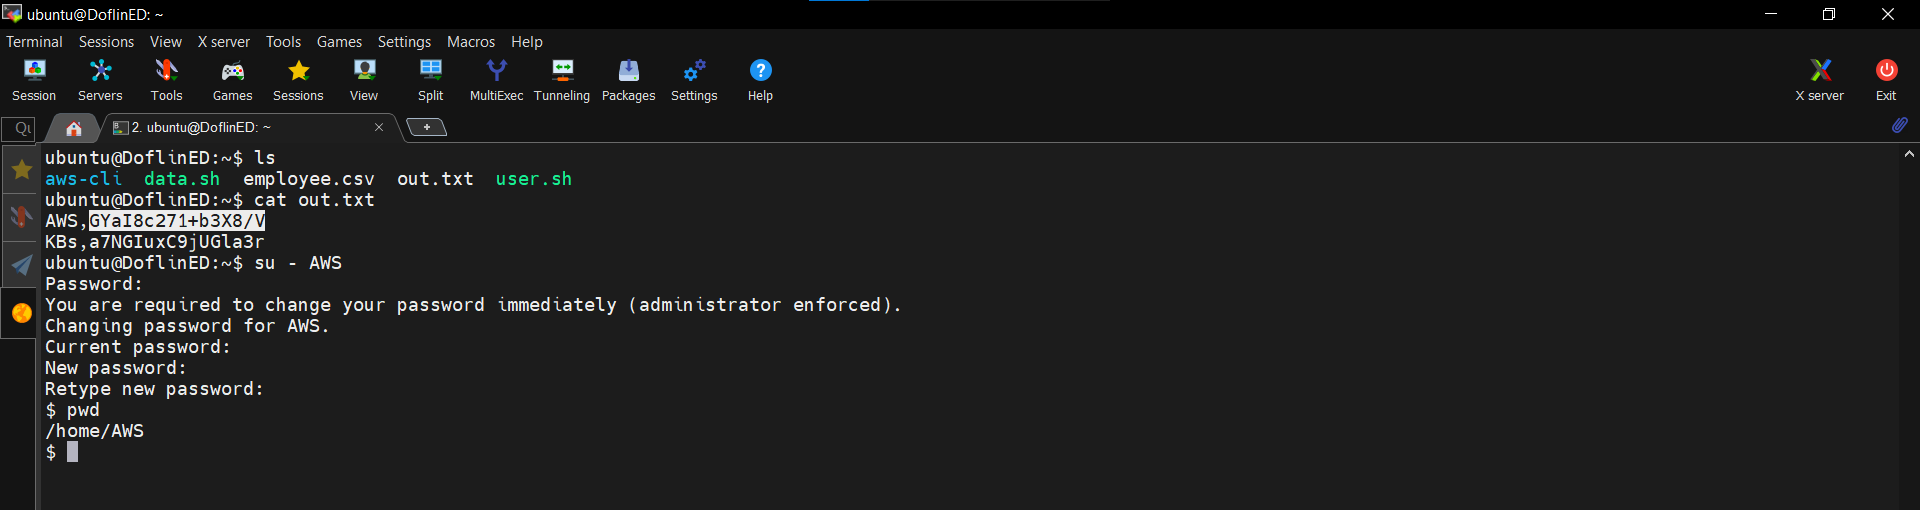 ubuntu@DoflinED: ~
Terminal Sessions View X server Tools Games Settings Macros Help
Session Servers Tools Games Sessions View Split MultiExec Tunneling Packages Settings Help X server Exit
2. ubuntu@DoflinED: ~
ubuntu@DoflinED:~$ ls
aws-cli data.sh employee.csv out.txt user.sh
ubuntu@DoflinED:~$ cat out.txt
AWS,GYaI8c271+b3X8/V
KBs,a7NGIuxC9jUGla3r
ubuntu@DoflinED:~$ su - AWS
Password:
You are required to change your password immediately (administrator enforced).
Changing password for AWS.
Current password:
New password:
Retype new password:
$ pwd
/home/AWS
$